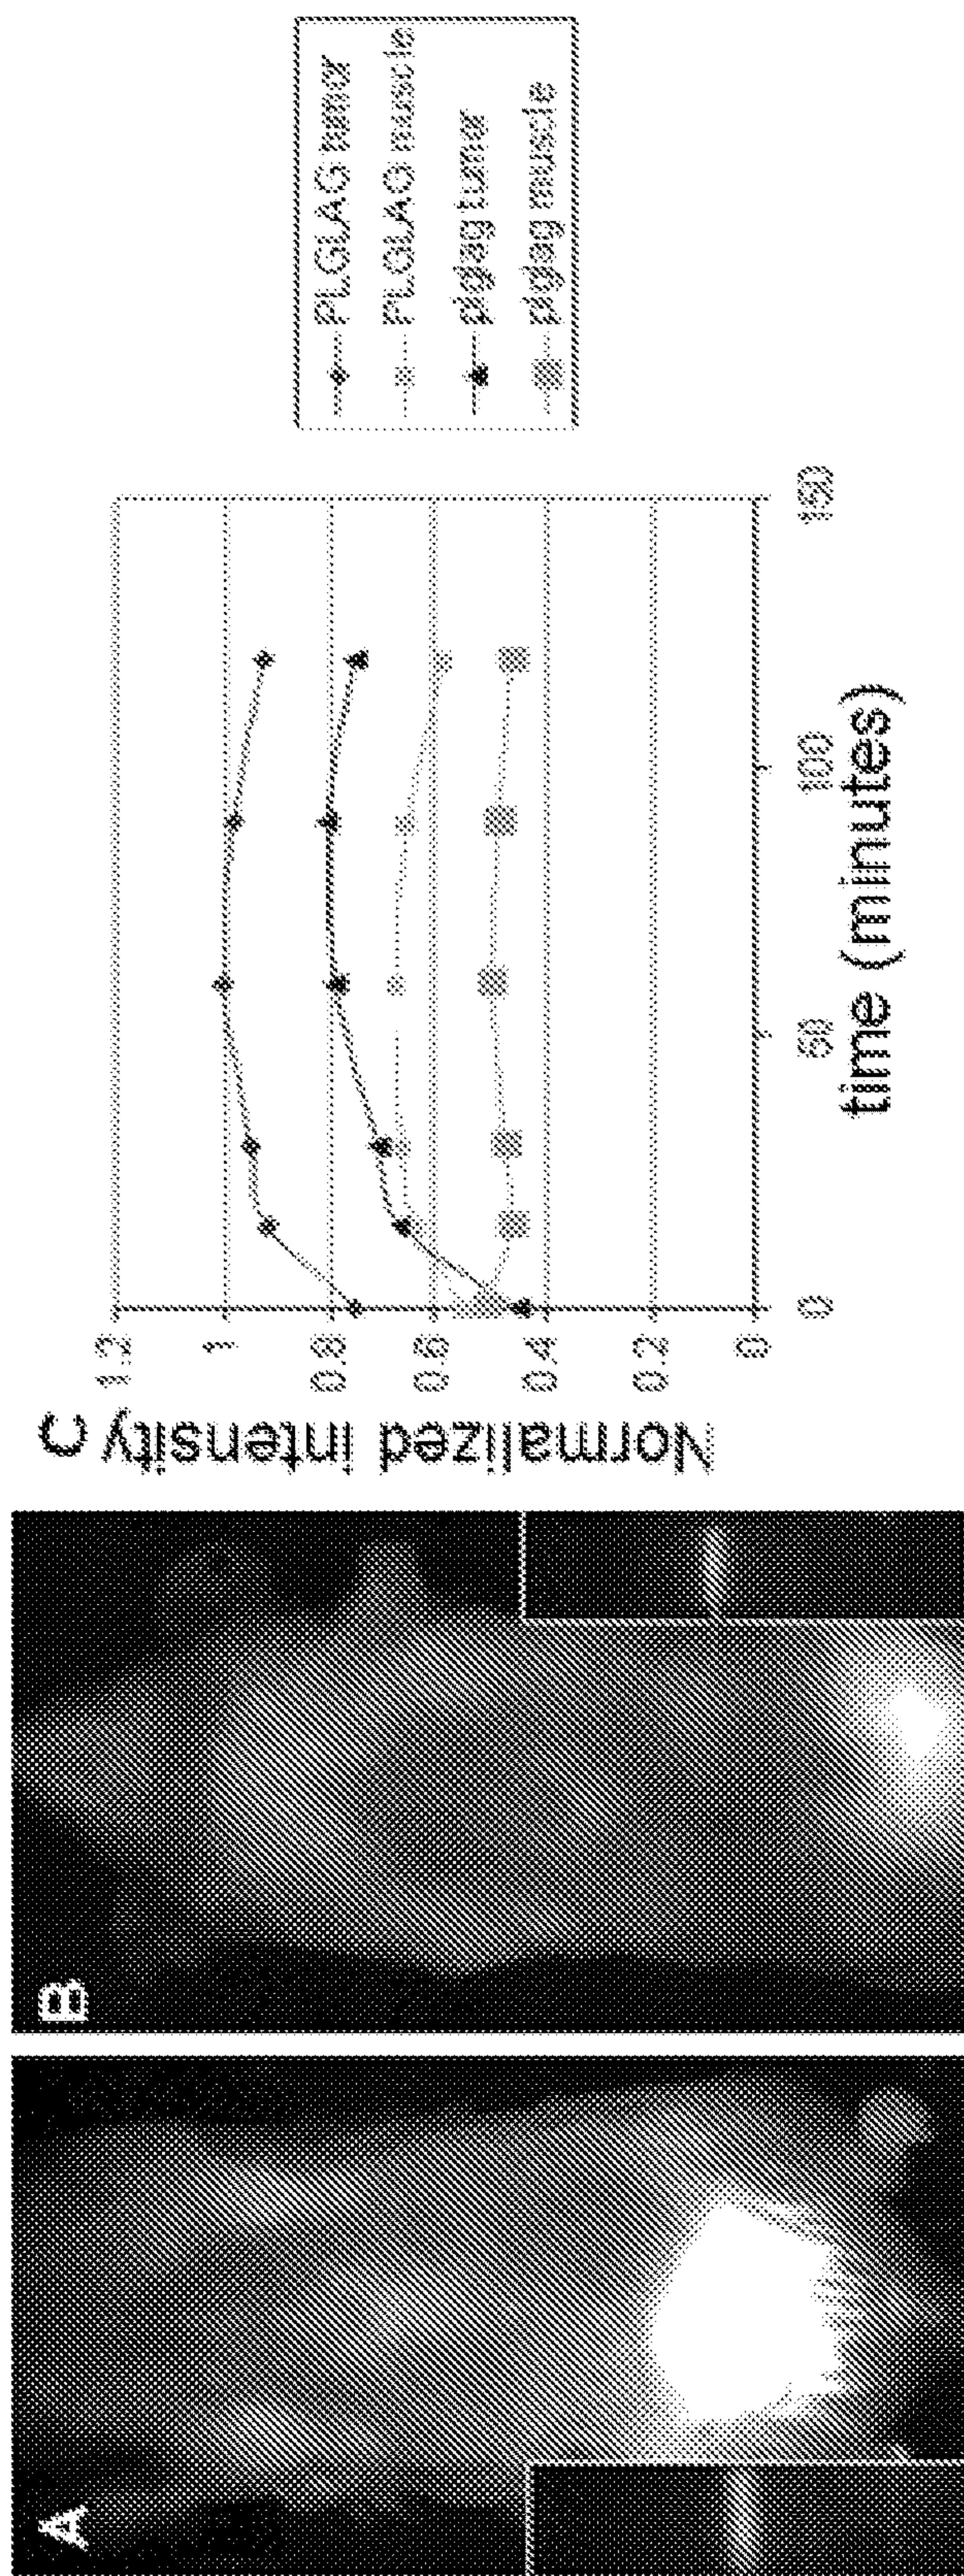 A
B
C
Normalized intensity
1.2
1
0.8
0.6
0.4
0.2
0
0
50
100
150
time (minutes)
PLGLAG tumor
PLGLAG muscle
plglag tumor
plglag muscle